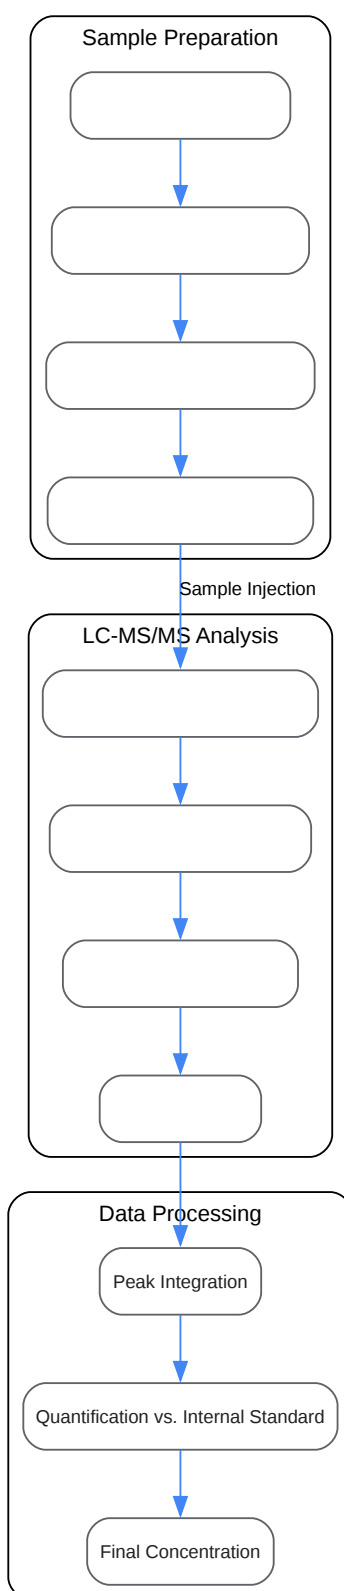 Sample Preparation
Sample Injection
LC-MS/MS Analysis
Data Processing
Peak Integration
Quantification vs. Internal Standard
Final Concentration